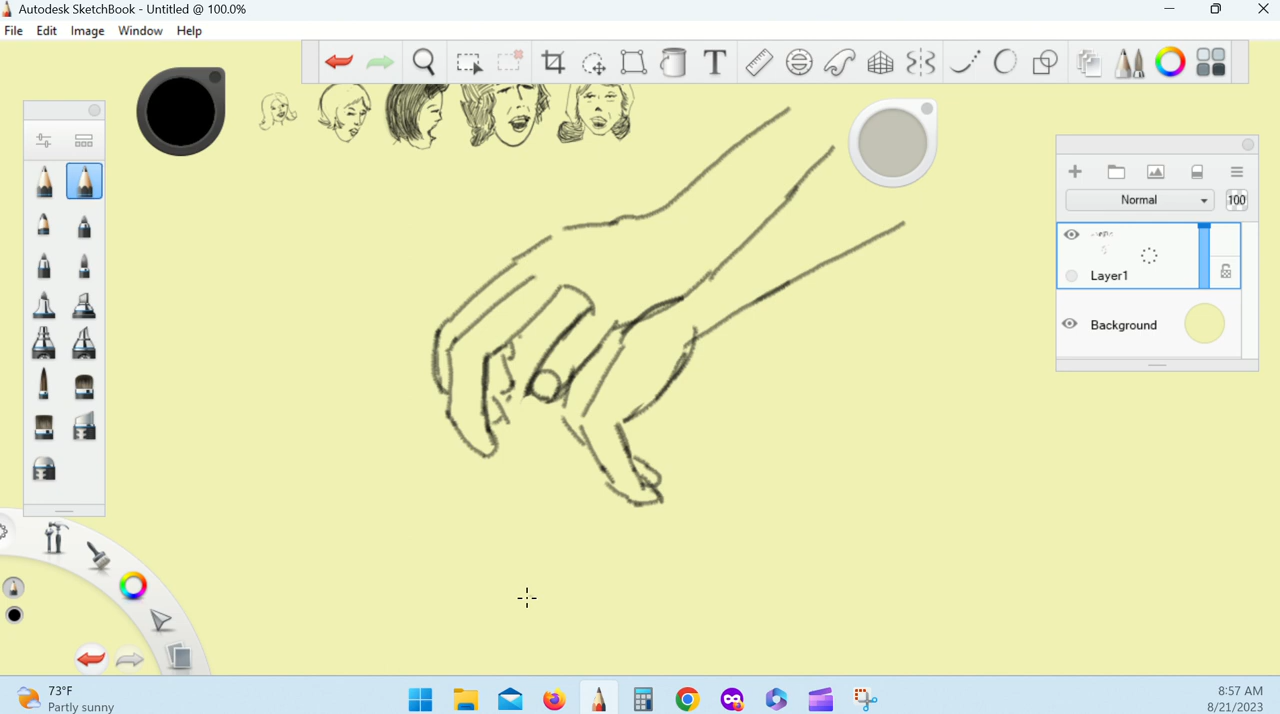 Autodesk SketchBook - Untitled @ 100.0%
File Edit Image Window Help
T
Normal 100
Layer1
Background
73°F
Partly sunny
8:57 AM
8/21/2023